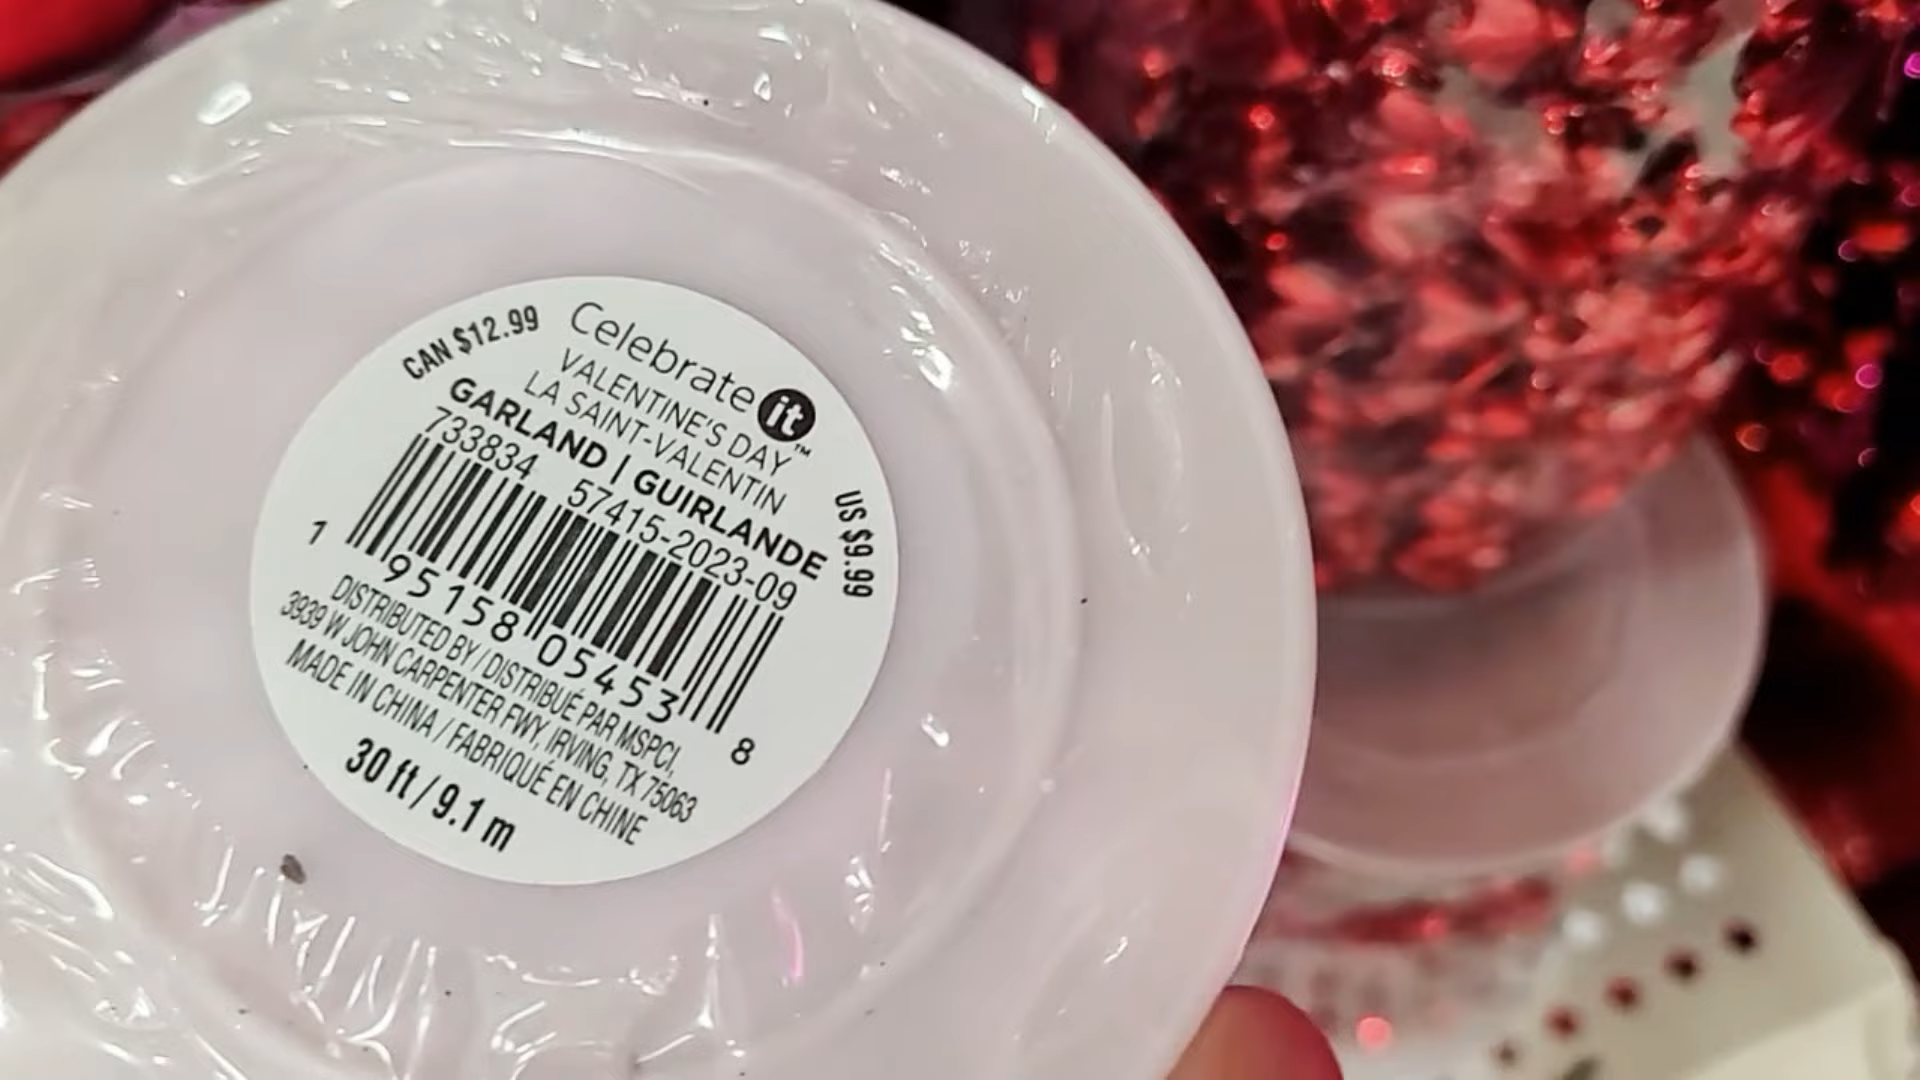 CAN $12.99
Celebrate it™
VALENTINE'S DAY
LA SAINT-VALENTIN
GARLAND | GUIRLANDE
US $9.99
733834 57415-2023-09
1 95158 05453 8
DISTRIBUTED BY / DISTRIBUÉ PAR MSPCI,
3939 W JOHN CARPENTER FWY, IRVING, TX 75063
MADE IN CHINA / FABRIQUÉ EN CHINE
30 ft / 9.1 m